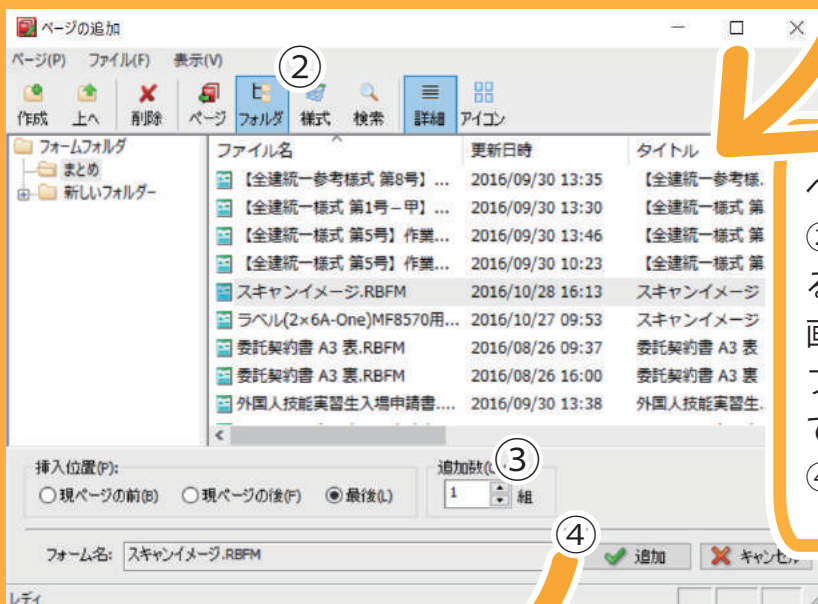 ページの追加
ページ(P) ファイル(F) 表示(V)
②
作成 上へ 削除 ページ フォルダ 様式 検索 詳細 アイコン
フォームフォルダ
まとめ
新しいフォルダー
ファイル名 更新日時 タイトル
【全建統一参考様式 第8号】... 2016/09/30 13:35 【全建統一参考様.
【全建統一様式 第1号－甲】... 2016/09/30 13:30 【全建統一様式 第
【全建統一様式 第5号】作業... 2016/09/30 13:46 【全建統一様式 第
【全建統一様式 第5号】作業... 2016/09/30 10:23 【全建統一様式 第
スキャンイメージ.RBFM 2016/10/28 16:13 スキャンイメージ
ラベル(2×6A-One)MF8570用... 2016/10/27 09:53 スキャンイメージ
委託契約書 A3 表.RBFM 2016/08/26 09:37 委託契約書 A3 表
委託契約書 A3 裏.RBFM 2016/08/26 16:00 委託契約書 A3 裏
外国人技能実習生入場申請書.... 2016/09/30 13:38 外国人技能実習生.
挿入位置(P):
現ページの前(B) 現ページの後(F) 最後(L)
追加数( ③
1 組
④
フォーム名: スキャンイメージ.RBFM 追加 キャンセル
レディ
②
る
画
て
④